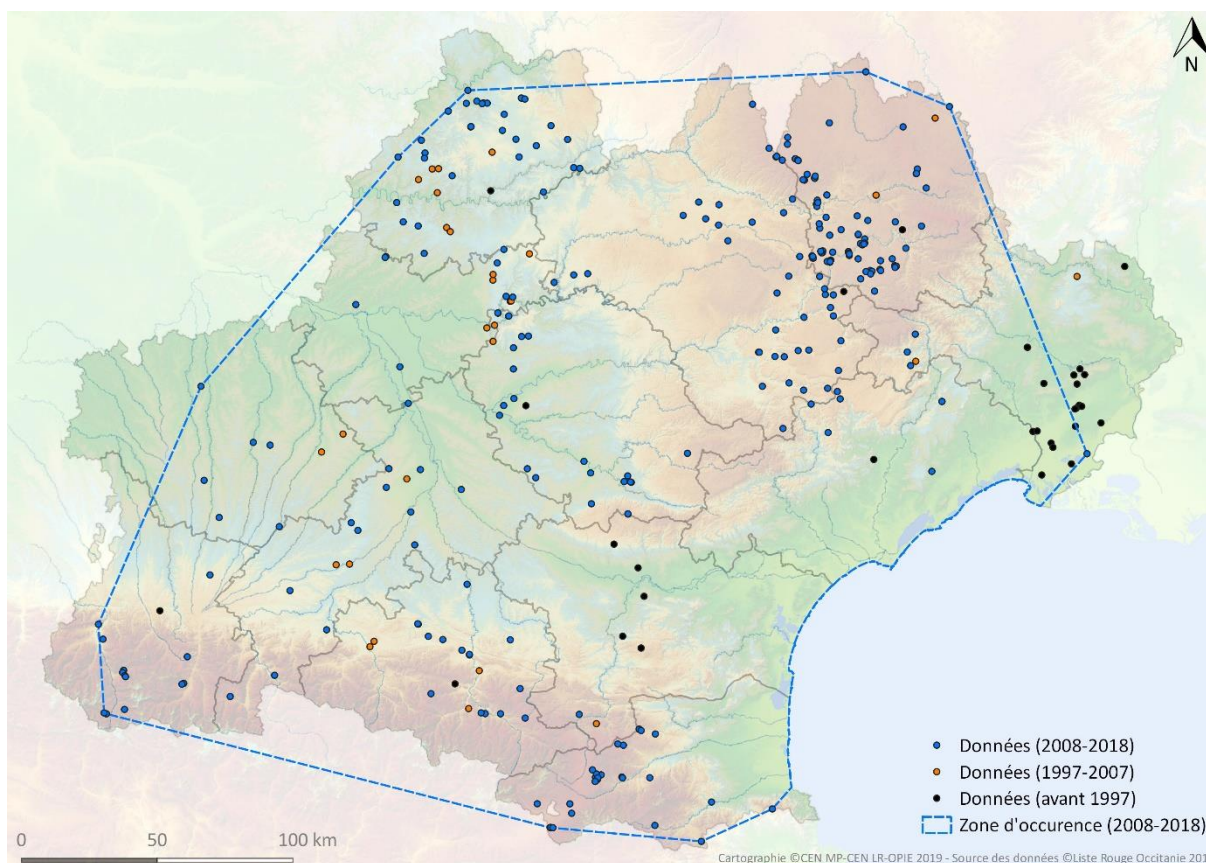 N
Données (2008-2018)
Données (1997-2007)
Données (avant 1997)
Zone d'occurence (2008-2018)
0 50 100 km
Cartographie ©CEN MP-CEN LR-OPIE 2019 - Source des données ©Liste Rouge Occitanie 201